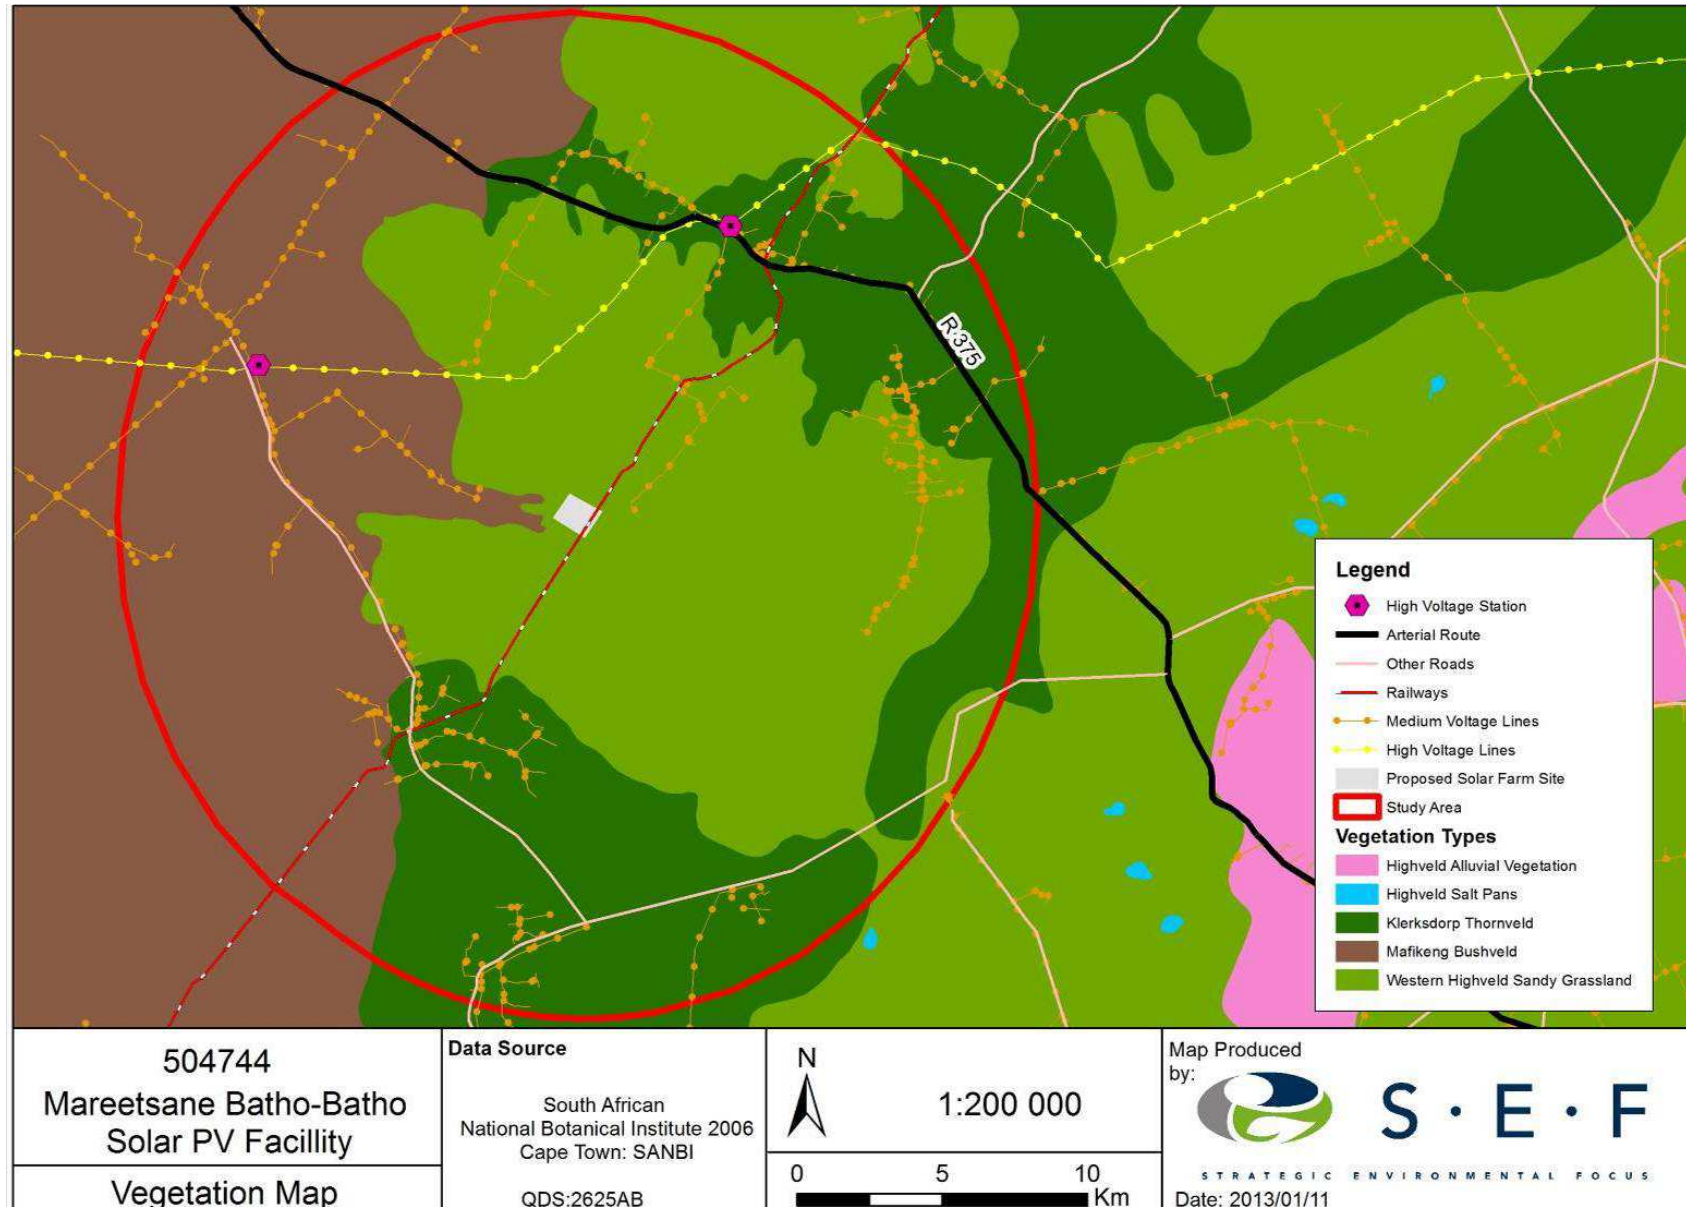 R-375
Legend
High Voltage Station
Arterial Route
Other Roads
Railways
Medium Voltage Lines
High Voltage Lines
Proposed Solar Farm Site
Study Area
Vegetation Types
Highveld Alluvial Vegetation
Highveld Salt Pans
Klerksdorp Thornveld
Mafikeng Bushveld
Western Highveld Sandy Grassland
504744
Mareetsane Batho-Batho
Solar PV Facillity
Vegetation Map
Data Source
South African
National Botanical Institute 2006
Cape Town: SANBI
QDS:2625AB
N
1:200 000
0 5 10
Km
Map Produced
by:
S·E·F
STRATEGIC ENVIRONMENTAL FOCUS
Date: 2013/01/11